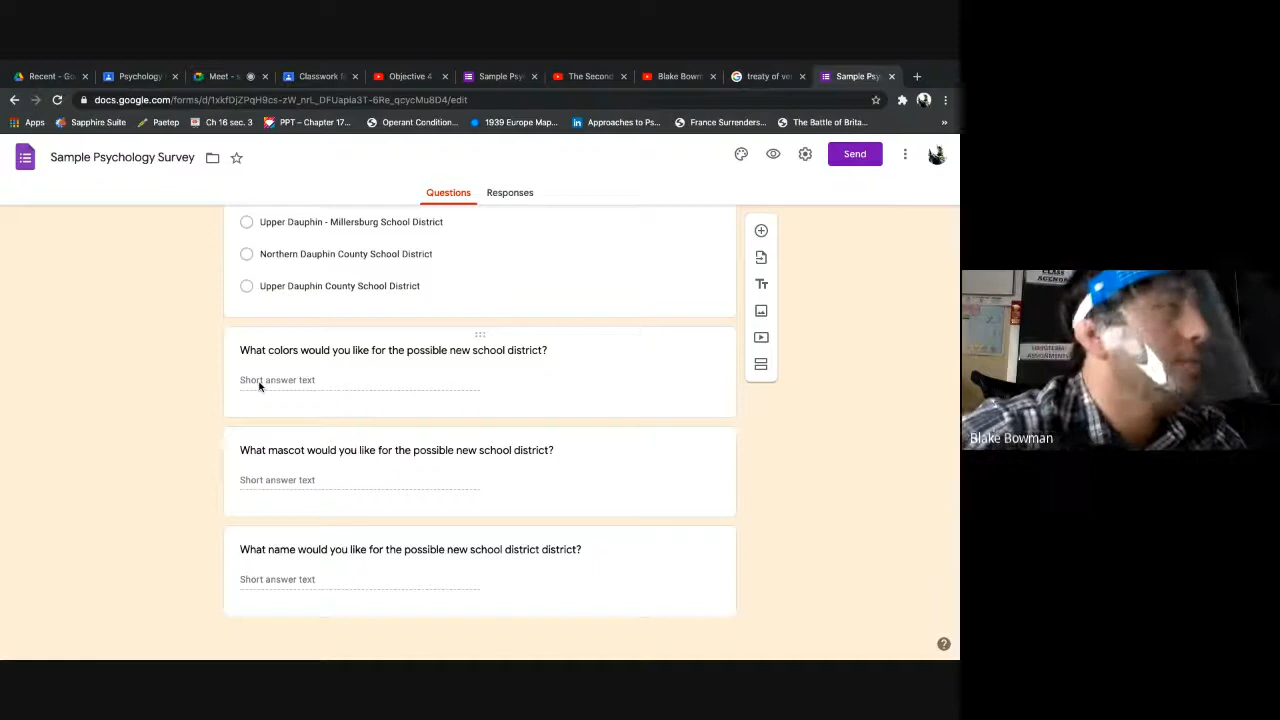 Recent - Go
Psychology
Meet - s
Classwork f
Objective 4
Sample Psy
The Second
Blake Bown
treaty of ver
Sample Psy
docs.google.com/forms/d/1xkfDjZPqH9cs-zW_nrL_DFUapia3T-6Re_qcycMu8D4/edit
Apps
Sapphire Suite
Paetep
Ch 16 sec. 3
PPT – Chapter 17...
Operant Condition...
1939 Europe Map...
Approaches to Ps...
France Surrenders...
The Battle of Brita...
»
Sample Psychology Survey
Send
Questions
Responses
Upper Dauphin - Millersburg School District
Northern Dauphin County School District
Upper Dauphin County School District
What colors would you like for the possible new school district?
Short answer text
What mascot would you like for the possible new school district?
Short answer text
What name would you like for the possible new school district district?
Short answer text
CLASS
AGENDA
LONGTERM
ASSIGNMENTS
Blake Bowman